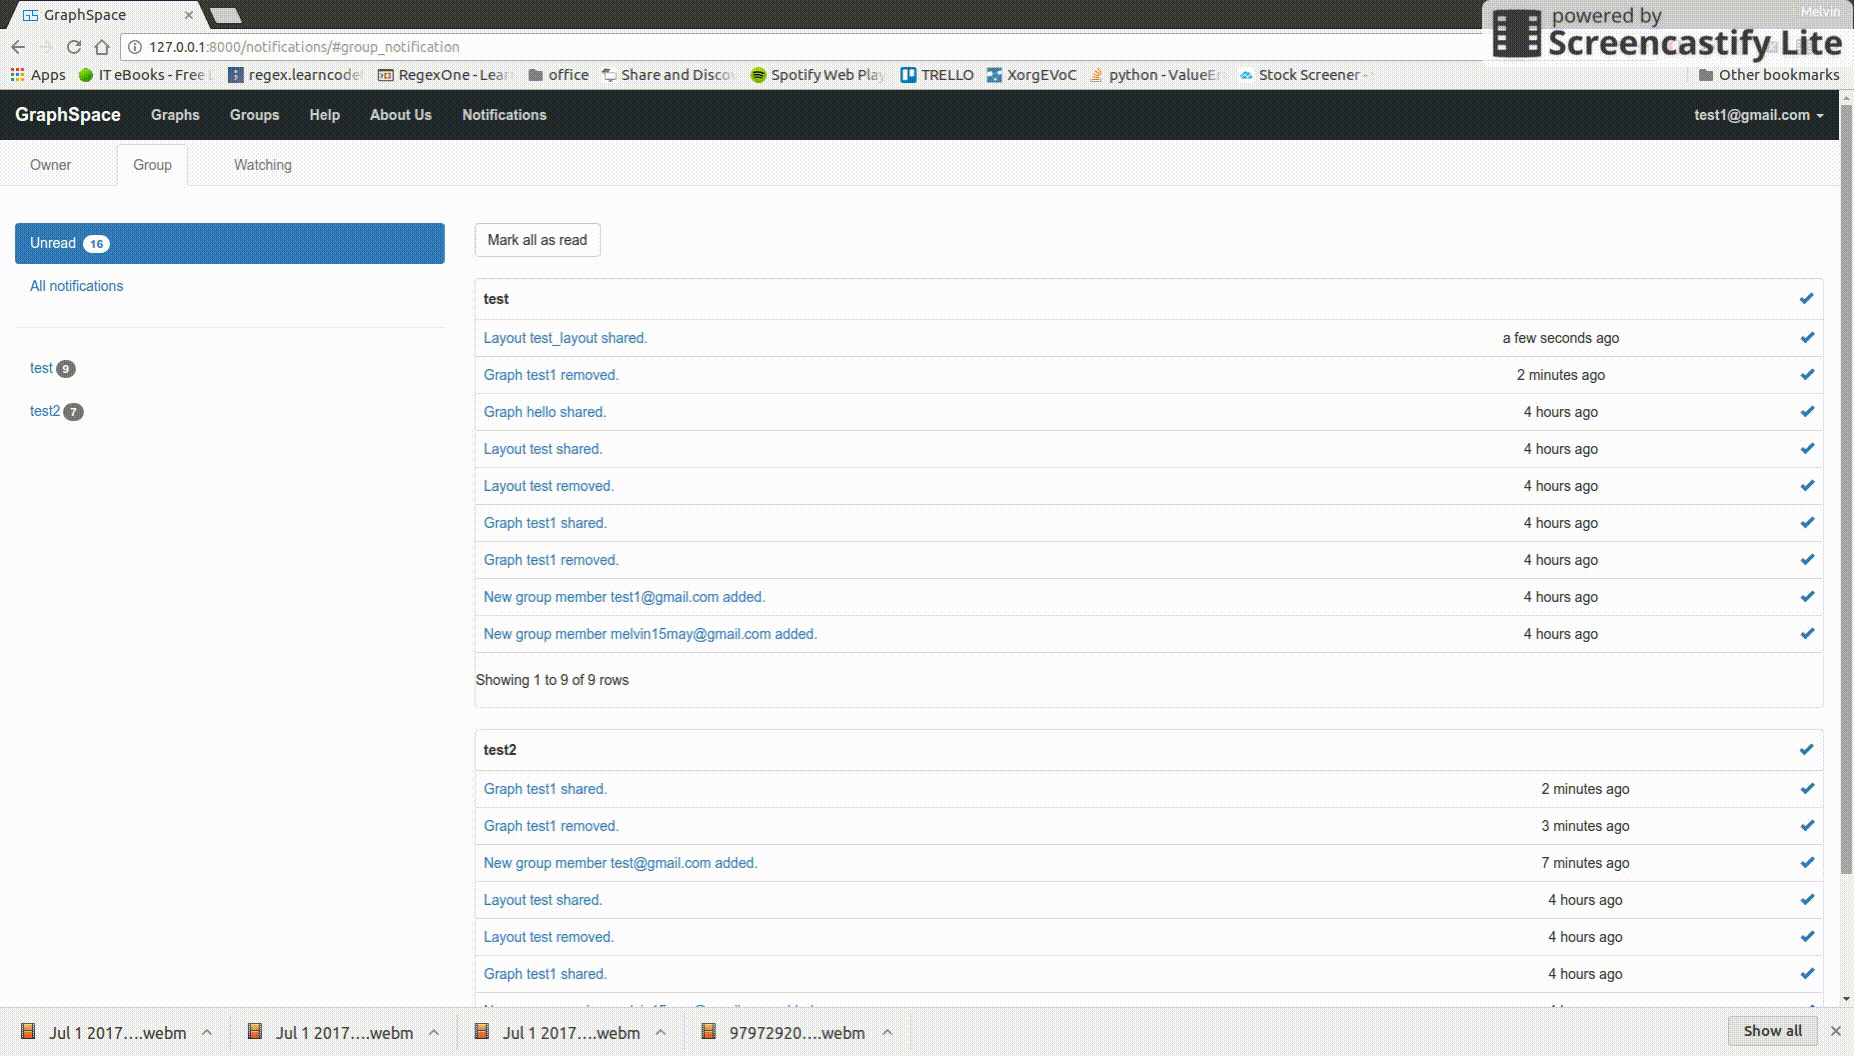 GraphSpace
Melvin
powered by
Screencastify Lite
127.0.0.1:8000/notifications/#group_notification
Apps IT eBooks - Free regex.learncode RegexOne - Lear office Share and Disco Spotify Web Play TRELLO XorgEVoC python - ValueEr Stock Screener - Other bookmarks
GraphSpace Graphs Groups Help About Us Notifications test1@gmail.com
Owner Group Watching
Unread 16
All notifications
test 9
test2 7
Mark all as read
test
Layout test_layout shared. a few seconds ago
Graph test1 removed. 2 minutes ago
Graph hello shared. 4 hours ago
Layout test shared. 4 hours ago
Layout test removed. 4 hours ago
Graph test1 shared. 4 hours ago
Graph test1 removed. 4 hours ago
New group member test1@gmail.com added. 4 hours ago
New group member melvin15may@gmail.com added. 4 hours ago
Showing 1 to 9 of 9 rows
test2
Graph test1 shared. 2 minutes ago
Graph test1 removed. 3 minutes ago
New group member test@gmail.com added. 7 minutes ago
Layout test shared. 4 hours ago
Layout test removed. 4 hours ago
Graph test1 shared. 4 hours ago
Jul 1 2017....webm Jul 1 2017....webm Jul 1 2017....webm 97972920....webm Show all